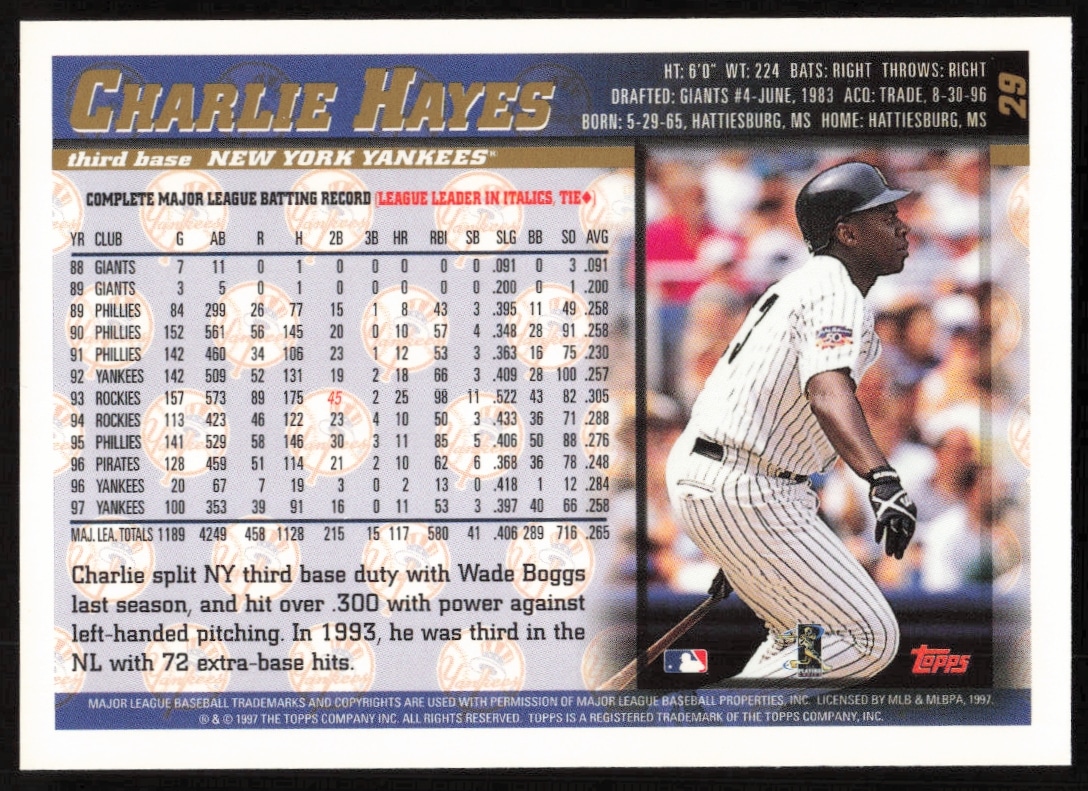 CHARLIE HAYES
HT: 6'0" WT: 224 BATS: RIGHT THROWS: RIGHT
DRAFTED: GIANTS #4-JUNE, 1983 ACQ: TRADE, 8-30-96
BORN: 5-29-65, HATTIESBURG, MS HOME: HATTIESBURG, MS
29
third base NEW YORK YANKEES
COMPLETE MAJOR LEAGUE BATTING RECORD (LEAGUE LEADER IN ITALICS, TIE♦)
YR CLUB G AB R H 2B 3B HR RBI SB SLG BB SO AVG
88 GIANTS 7 11 0 1 0 0 0 0 0 .091 0 3 .091
89 GIANTS 3 5 0 1 0 0 0 0 0 .200 0 1 .200
89 PHILLIES 84 299 26 77 15 1 8 43 3 .395 11 49 .258
90 PHILLIES 152 561 56 145 20 0 10 57 4 .348 28 91 .258
91 PHILLIES 142 460 34 106 23 1 12 53 3 .363 16 75 .230
92 YANKEES 142 509 52 131 19 2 18 66 3 .409 28 100 .257
93 ROCKIES 157 573 89 175 45 2 25 98 11 .522 43 82 .305
94 ROCKIES 113 423 46 122 23 4 10 50 3 .433 36 71 .288
95 PHILLIES 141 529 58 146 30 3 11 85 5 .406 50 88 .276
96 PIRATES 128 459 51 114 21 2 10 62 6 .368 36 78 .248
96 YANKEES 20 67 7 19 3 0 2 13 0 .418 1 12 .284
97 YANKEES 100 353 39 91 16 0 11 53 3 .397 40 66 .258
MAJ. LEA. TOTALS 1189 4249 458 1128 215 15 117 580 41 .406 289 716 .265
Charlie split NY third base duty with Wade Boggs
last season, and hit over .300 with power against
left-handed pitching. In 1993, he was third in the
NL with 72 extra-base hits.
3
topps
MAJOR LEAGUE BASEBALL TRADEMARKS AND COPYRIGHTS ARE USED WITH PERMISSION OF MAJOR LEAGUE BASEBALL PROPERTIES, INC. LICENSED BY MLB & MLBPA, 1997.
® & © 1997 THE TOPPS COMPANY INC. ALL RIGHTS RESERVED. TOPPS IS A REGISTERED TRADEMARK OF THE TOPPS COMPANY, INC.